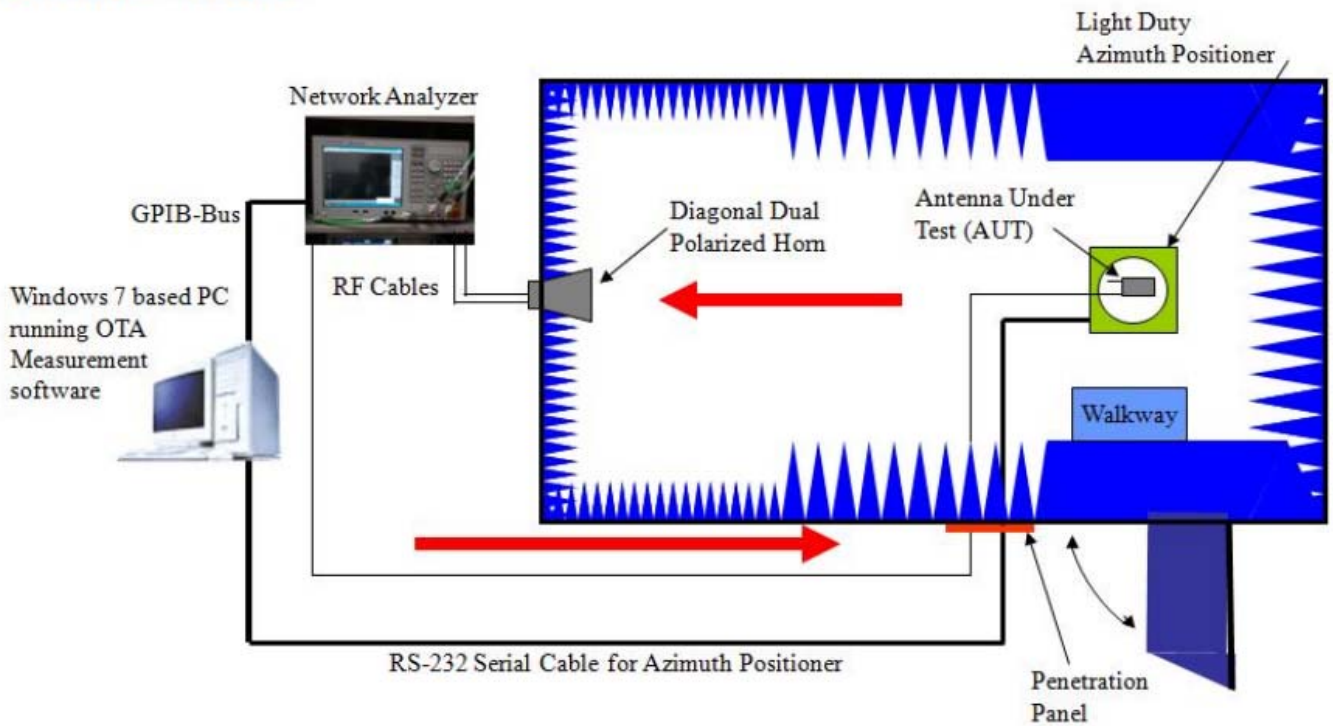 Light Duty
Azimuth Positioner
Network Analyzer
GPIB-Bus
Diagonal Dual
Polarized Horn
Antenna Under
Test (AUT)
RF Cables
Windows 7 based PC
running OTA
Measurement
software
Walkway
RS-232 Serial Cable for Azimuth Positioner
Penetration
Panel